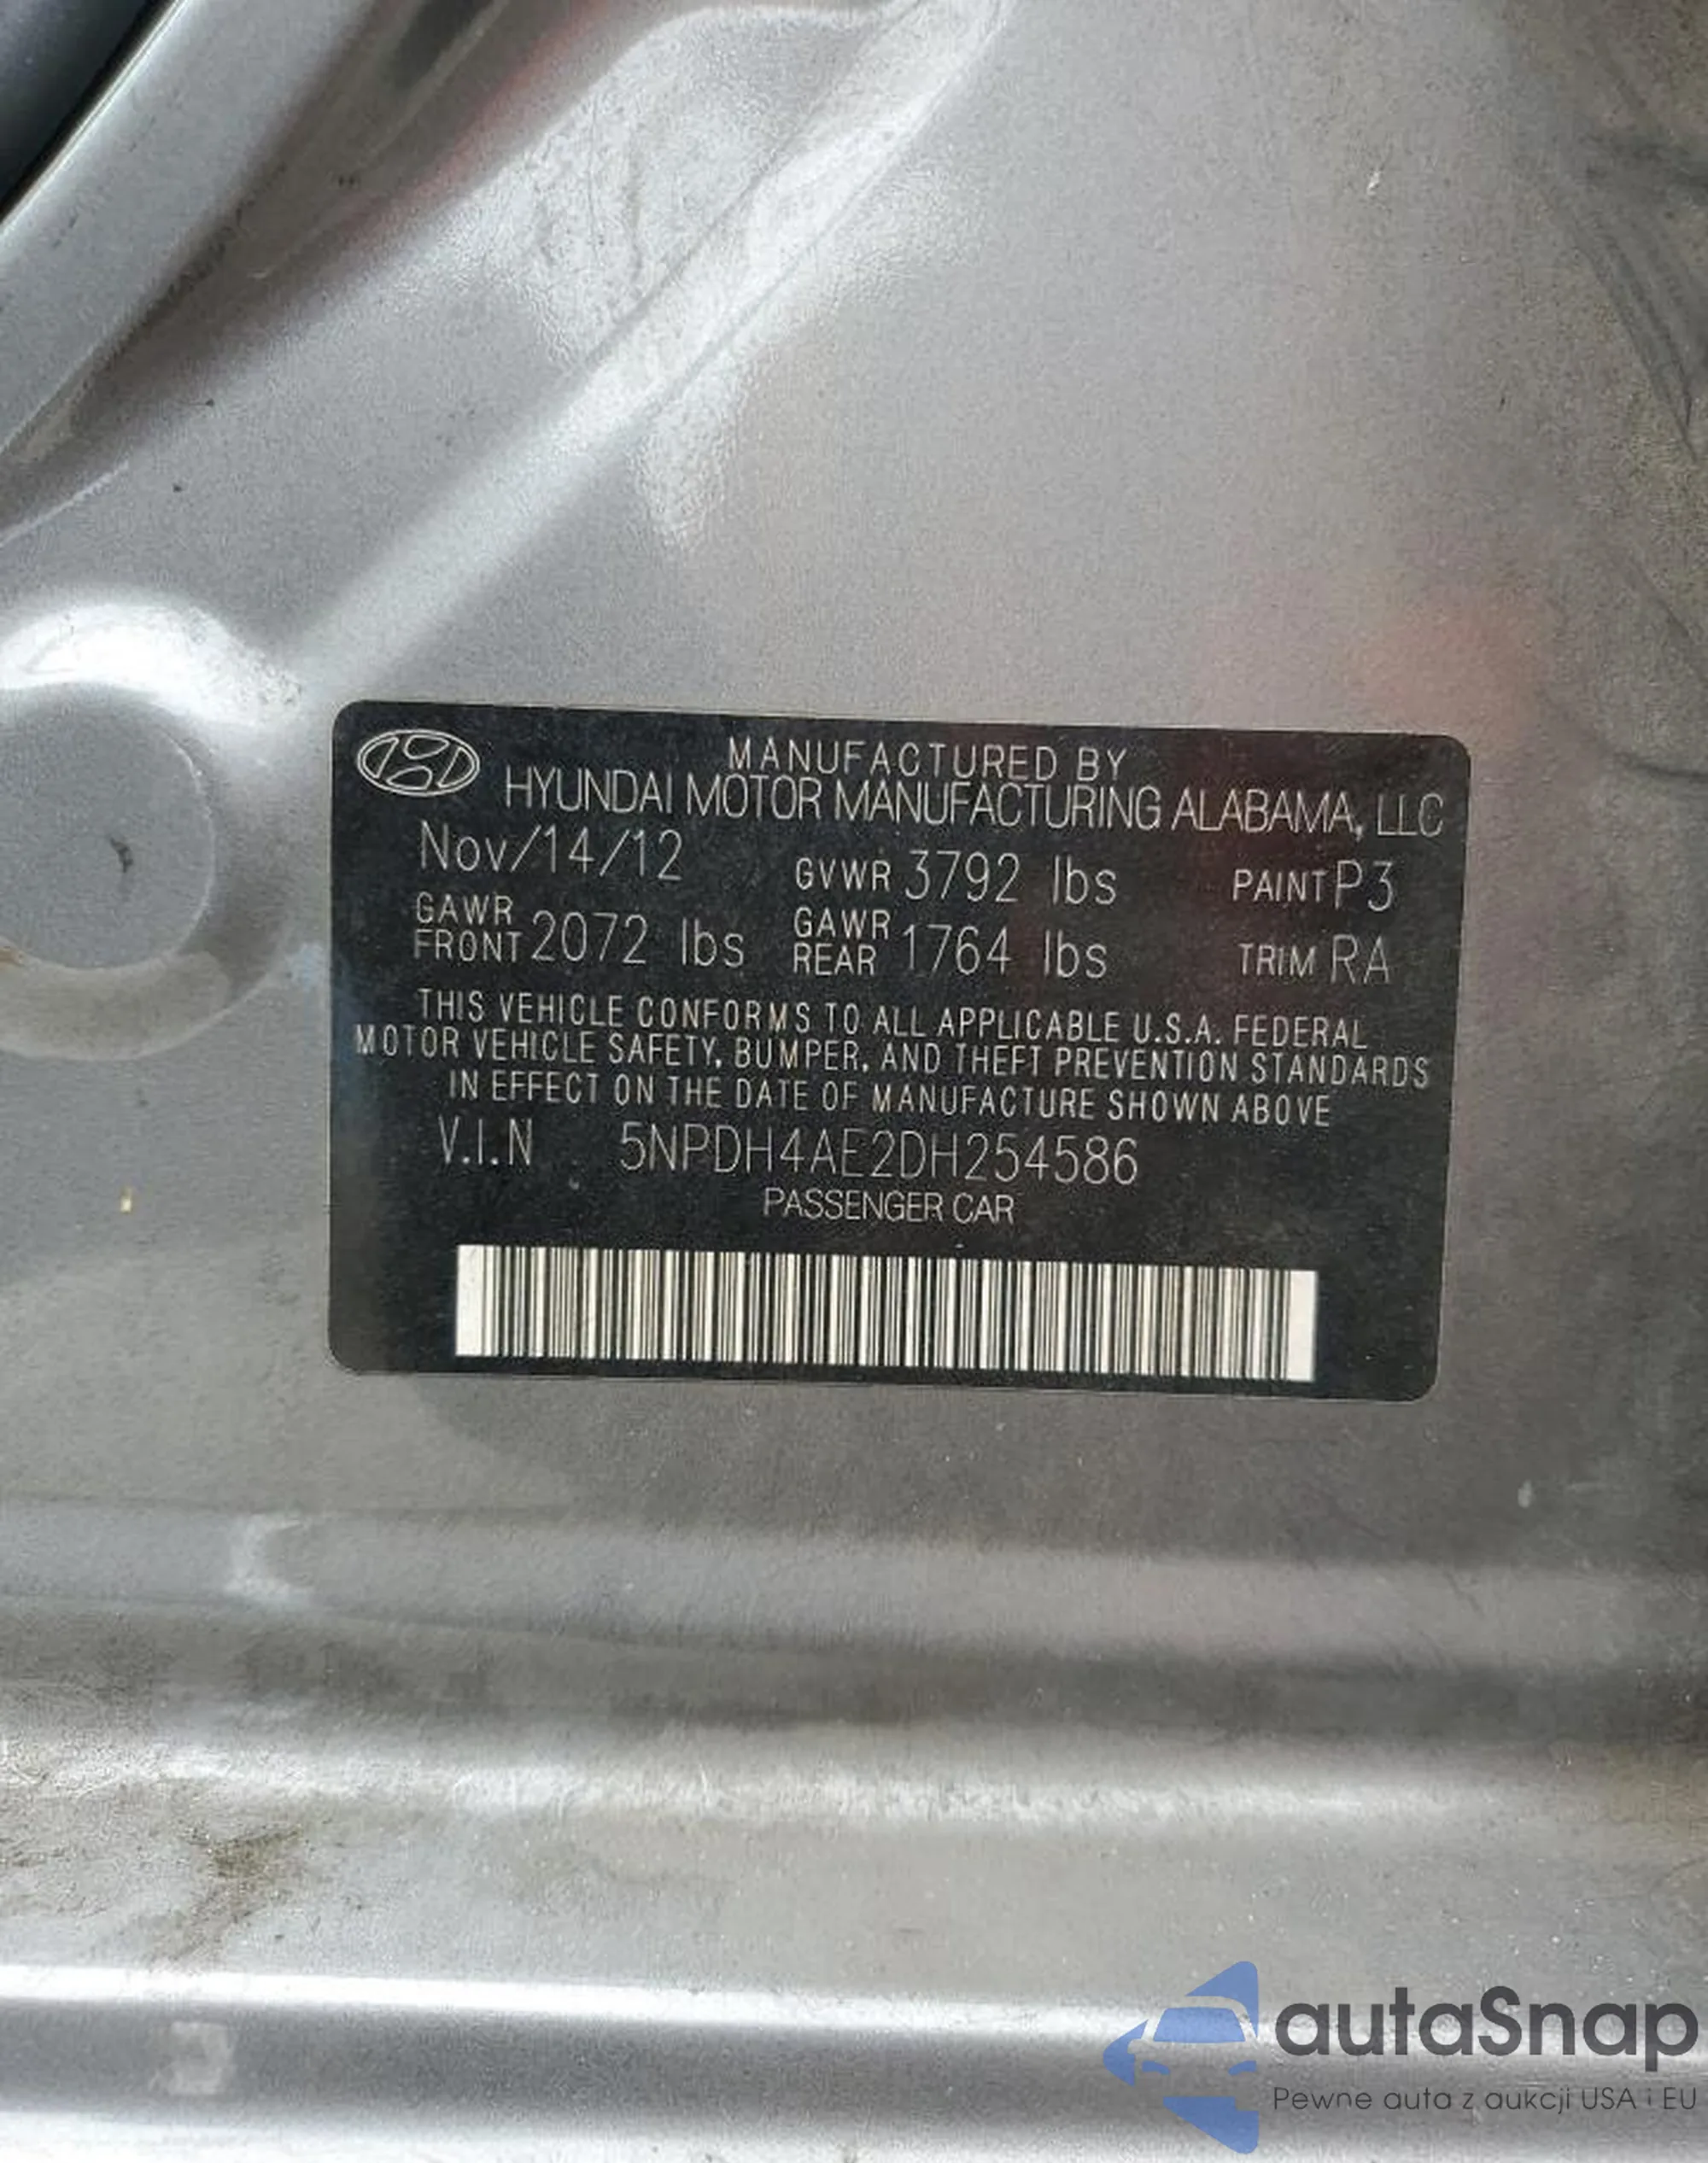 MANUFACTURED BY
HYUNDAI MOTOR MANUFACTURING ALABAMA, LLC
Nov/14/12 GVWR 3792 lbs PAINT P3
GAWR FRONT 2072 lbs GAWR REAR 1764 lbs TRIM RA
THIS VEHICLE CONFORMS TO ALL APPLICABLE U.S.A. FEDERAL
MOTOR VEHICLE SAFETY, BUMPER, AND THEFT PREVENTION STANDARDS
IN EFFECT ON THE DATE OF MANUFACTURE SHOWN ABOVE
V.I.N 5NPDH4AE2DH254586
PASSENGER CAR
autaSnap
Pewne auta z aukcji USA i EU